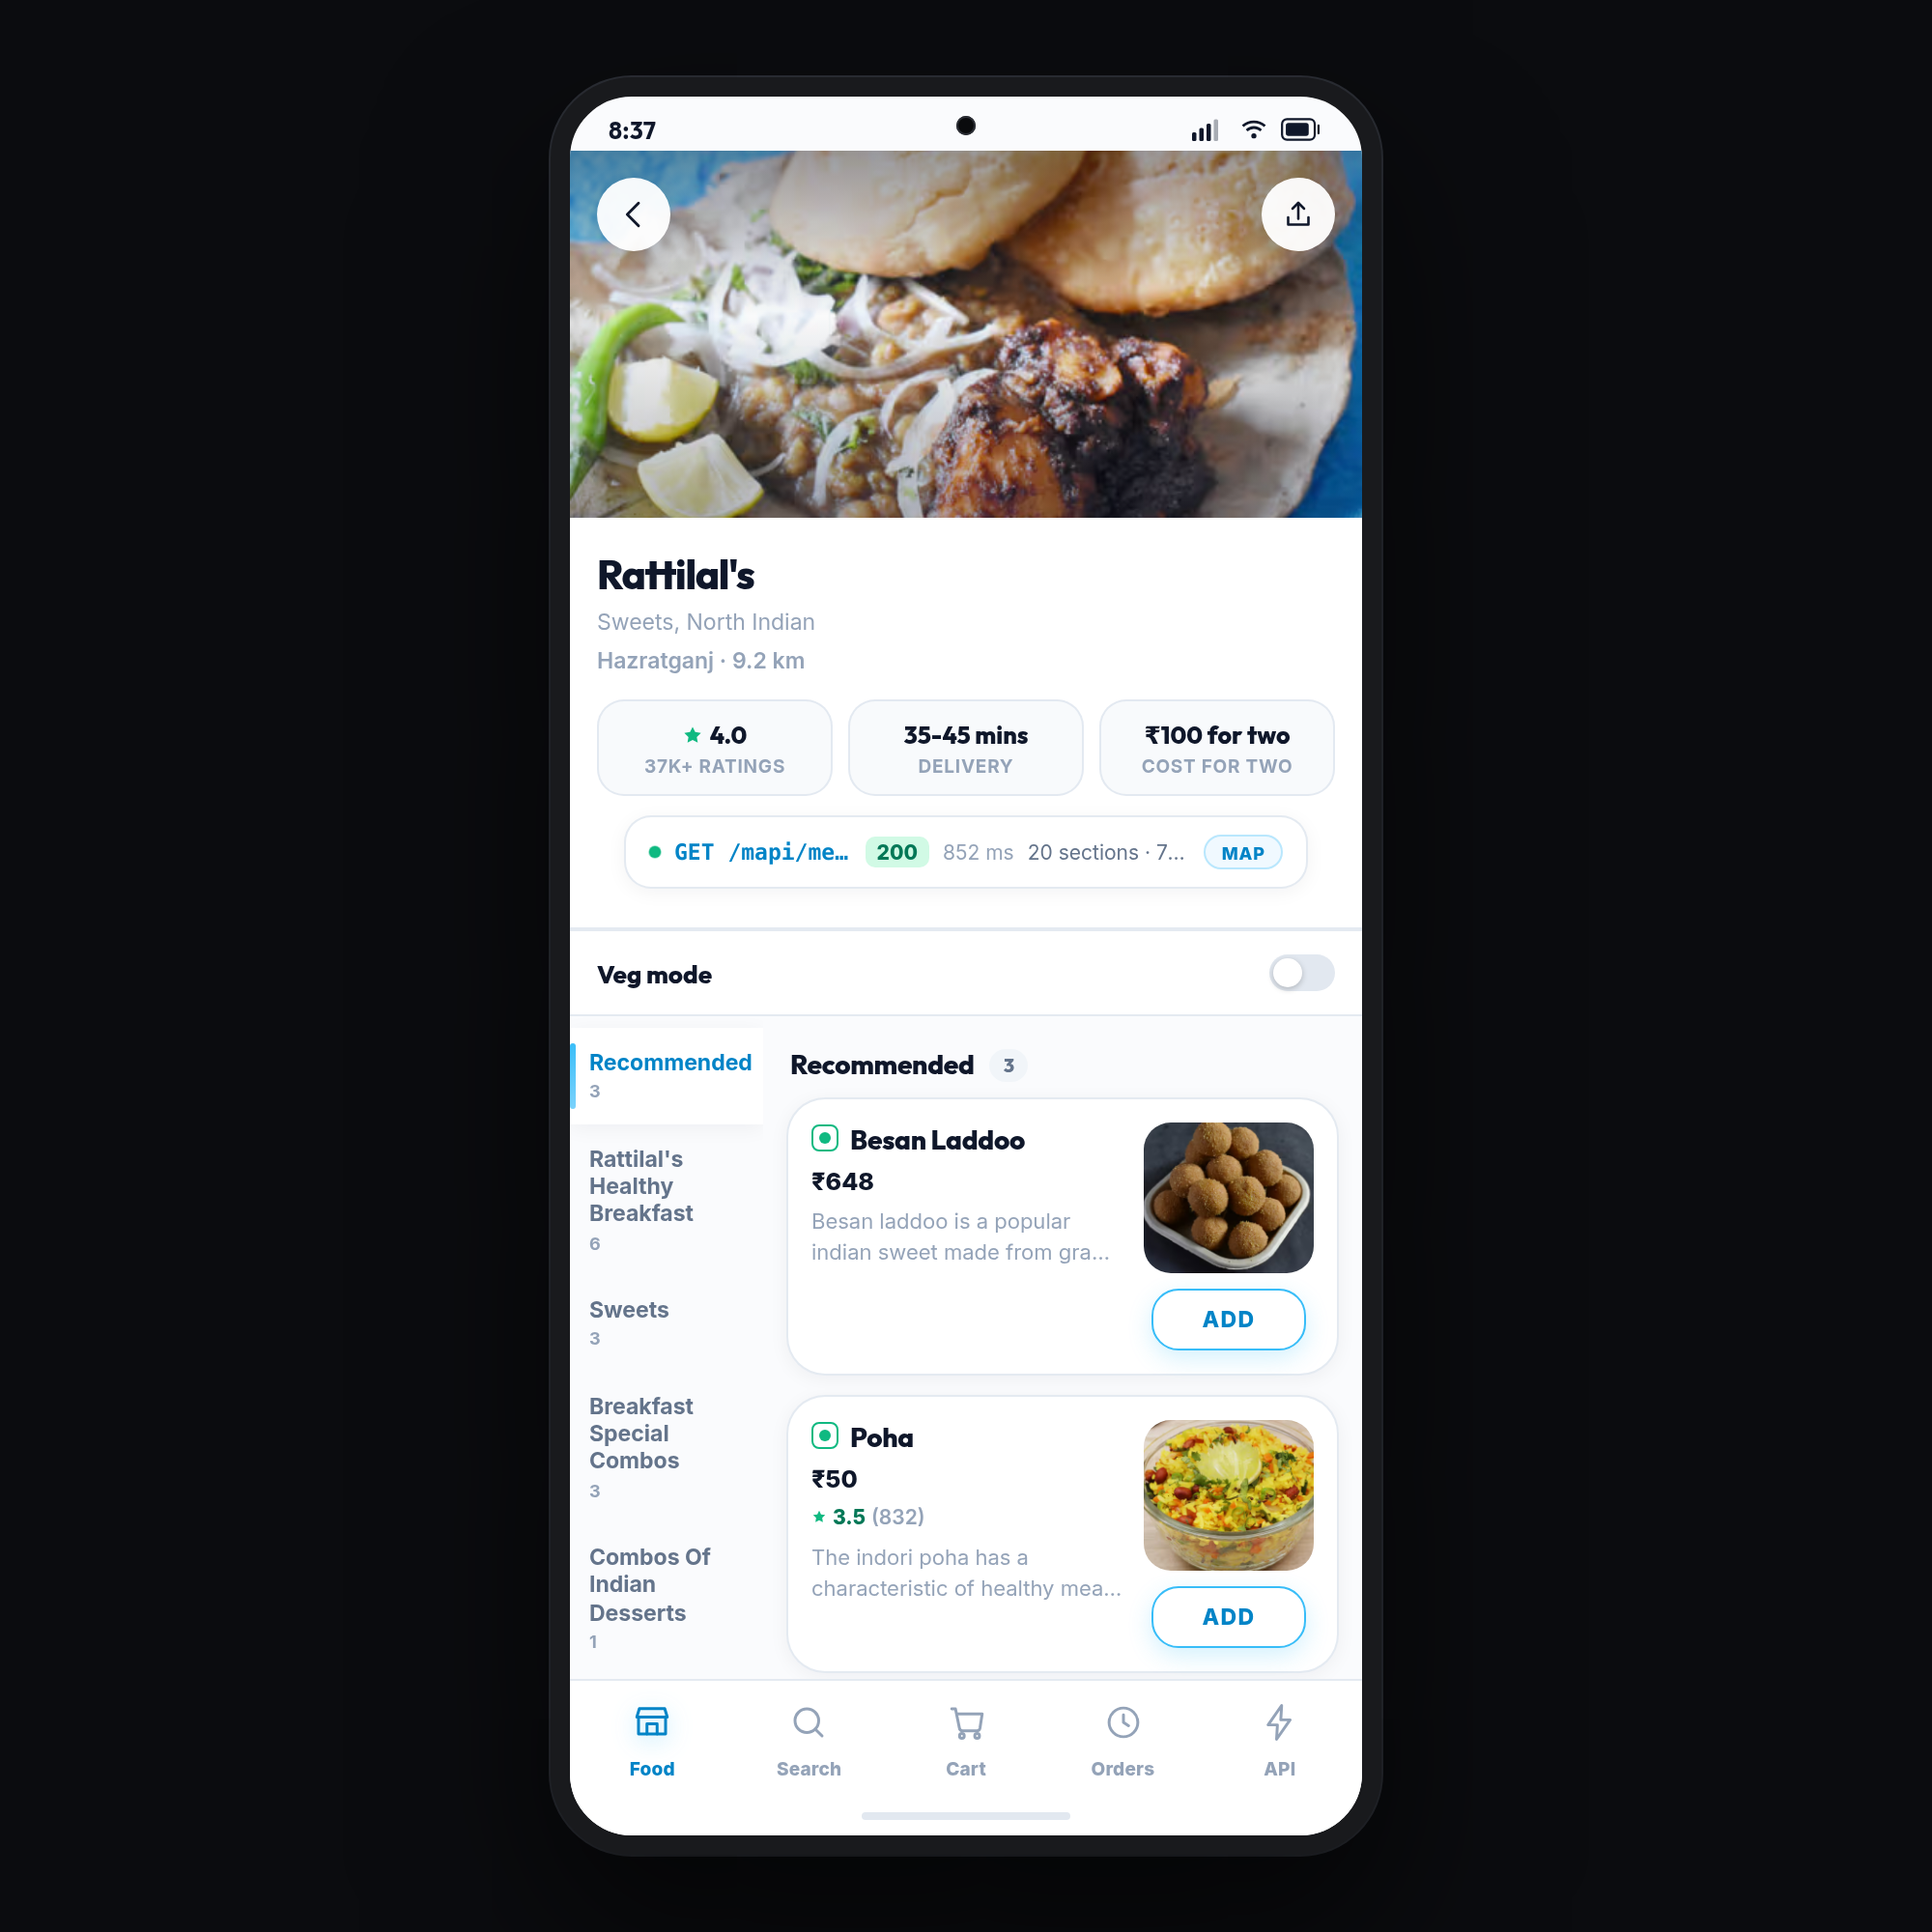 8:37
Rattilal's
Sweets, North Indian
Hazratganj · 9.2 km
4.0
37K+ RATINGS
35-45 mins
DELIVERY
₹100 for two
COST FOR TWO
GET /mapi/me… 200 852 ms 20 sections · 7… MAP
Veg mode
Recommended
3
Rattilal's
Healthy
Breakfast
6
Sweets
3
Breakfast
Special
Combos
3
Combos Of
Indian
Desserts
1
Recommended 3
Besan Laddoo
₹648
Besan laddoo is a popular
indian sweet made from gra…
ADD
Poha
₹50
3.5 (832)
The indori poha has a
characteristic of healthy mea…
ADD
Food
Search
Cart
Orders
API